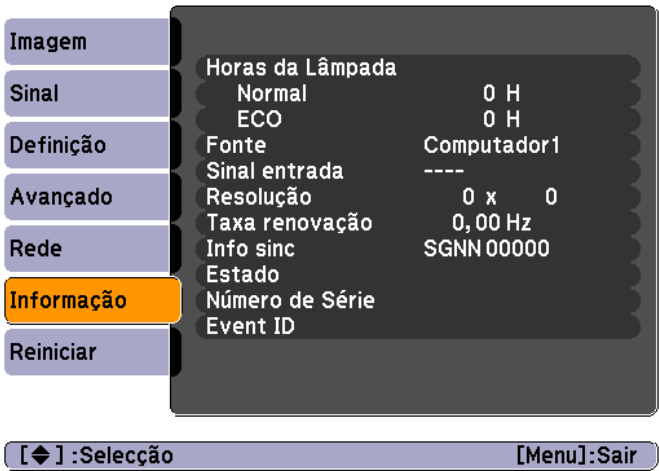 Imagem
Sinal
Definição
Avançado
Rede
Informação
Reiniciar
Horas da Lâmpada
Normal 0 H
ECO 0 H
Fonte Computador1
Sinal entrada ----
Resolução 0 x 0
Taxa renovação 0,00 Hz
Info sinc SGNN 00000
Estado
Número de Série
Event ID
[◆] :Selecção [Menu]:Sair